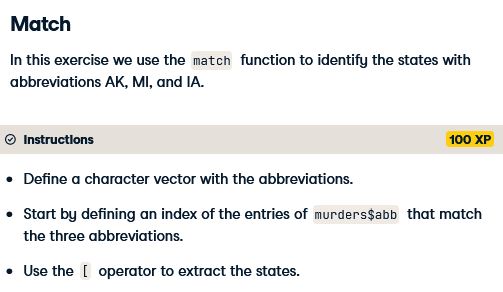 Match
In this exercise we use the match function to identify the states with
abbreviations AK, MI, and IA.
Instructions 100 XP
• Define a character vector with the abbreviations.
• Start by defining an index of the entries of murders$abb that match
the three abbreviations.
• Use the [ operator to extract the states.